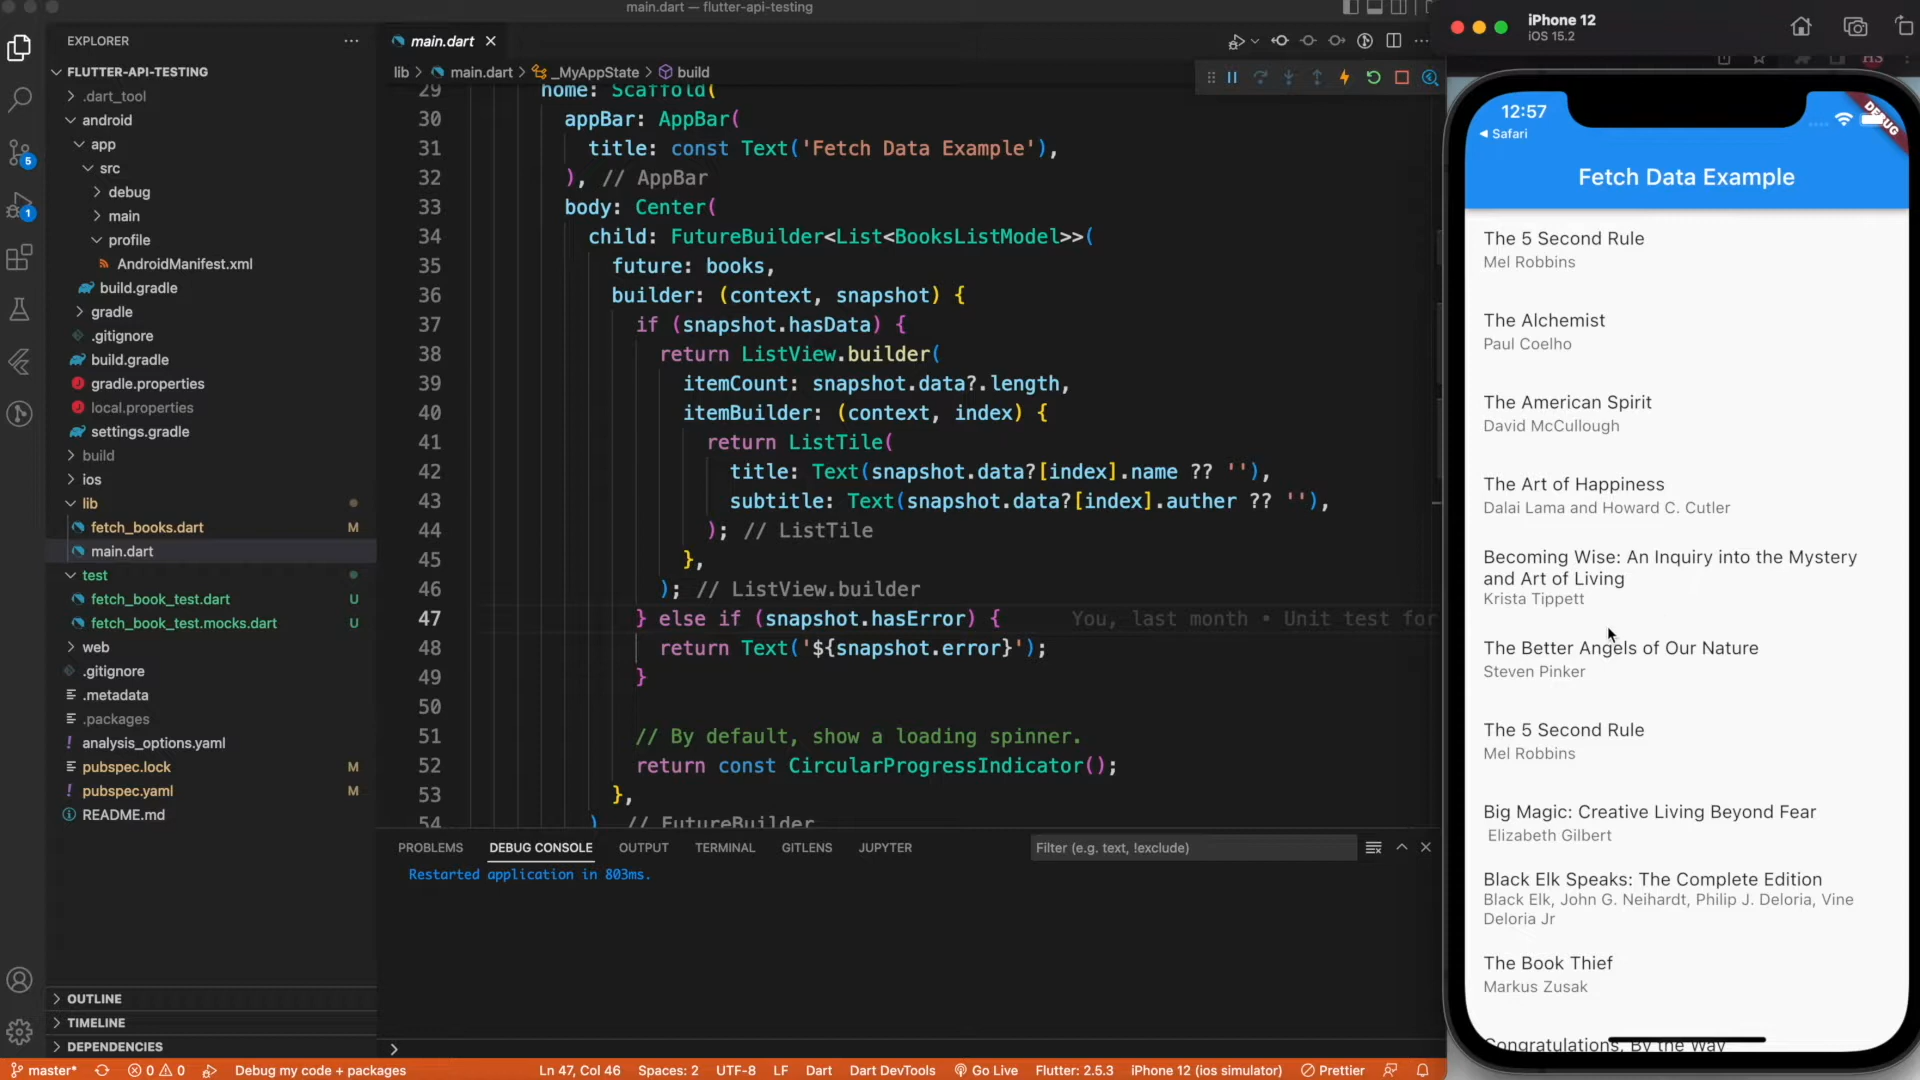 main.dart — flutter-api-testing
EXPLORER
FLUTTER-API-TESTING
.dart_tool
android
app
src
debug
main
profile
AndroidManifest.xml
build.gradle
gradle
.gitignore
build.gradle
gradle.properties
local.properties
settings.gradle
build
ios
lib
fetch_books.dart M
main.dart
test
fetch_book_test.dart U
fetch_book_test.mocks.dart U
web
.gitignore
.metadata
.packages
analysis_options.yaml
pubspec.lock M
pubspec.yaml M
README.md
OUTLINE
TIMELINE
DEPENDENCIES
5
1
main.dart
lib > main.dart > _MyAppState > build
29 home: Scaffold(
30 appBar: AppBar(
31 title: const Text('Fetch Data Example'),
32 ), // AppBar
33 body: Center(
34 child: FutureBuilder<List<BooksListModel>>(
35 future: books,
36 builder: (context, snapshot) {
37 if (snapshot.hasData) {
38 return ListView.builder(
39 itemCount: snapshot.data?.length,
40 itemBuilder: (context, index) {
41 return ListTile(
42 title: Text(snapshot.data?[index].name ?? ''),
43 subtitle: Text(snapshot.data?[index].auther ?? ''),
44 ); // ListTile
45 },
46 ); // ListView.builder
47 } else if (snapshot.hasError) { You, last month • Unit test for
48 return Text('${snapshot.error}');
49 }
50
51 // By default, show a loading spinner.
52 return const CircularProgressIndicator();
53 },
54 ) // FutureBuilder
PROBLEMS DEBUG CONSOLE OUTPUT TERMINAL GITLENS JUPYTER Filter (e.g. text, !exclude)
Restarted application in 803ms.
master* 0 0 Debug my code + packages Ln 47, Col 46 Spaces: 2 UTF-8 LF Dart Dart DevTools Go Live Flutter: 2.5.3 iPhone 12 (ios simulator) Prettier
iPhone 12
iOS 15.2
HS
12:57
Safari
DEBUG
Fetch Data Example
The 5 Second Rule
Mel Robbins
The Alchemist
Paul Coelho
The American Spirit
David McCullough
The Art of Happiness
Dalai Lama and Howard C. Cutler
Becoming Wise: An Inquiry into the Mystery
and Art of Living
Krista Tippett
The Better Angels of Our Nature
Steven Pinker
The 5 Second Rule
Mel Robbins
Big Magic: Creative Living Beyond Fear
Elizabeth Gilbert
Black Elk Speaks: The Complete Edition
Black Elk, John G. Neihardt, Philip J. Deloria, Vine
Deloria Jr
The Book Thief
Markus Zusak
Congratulations, By the Way